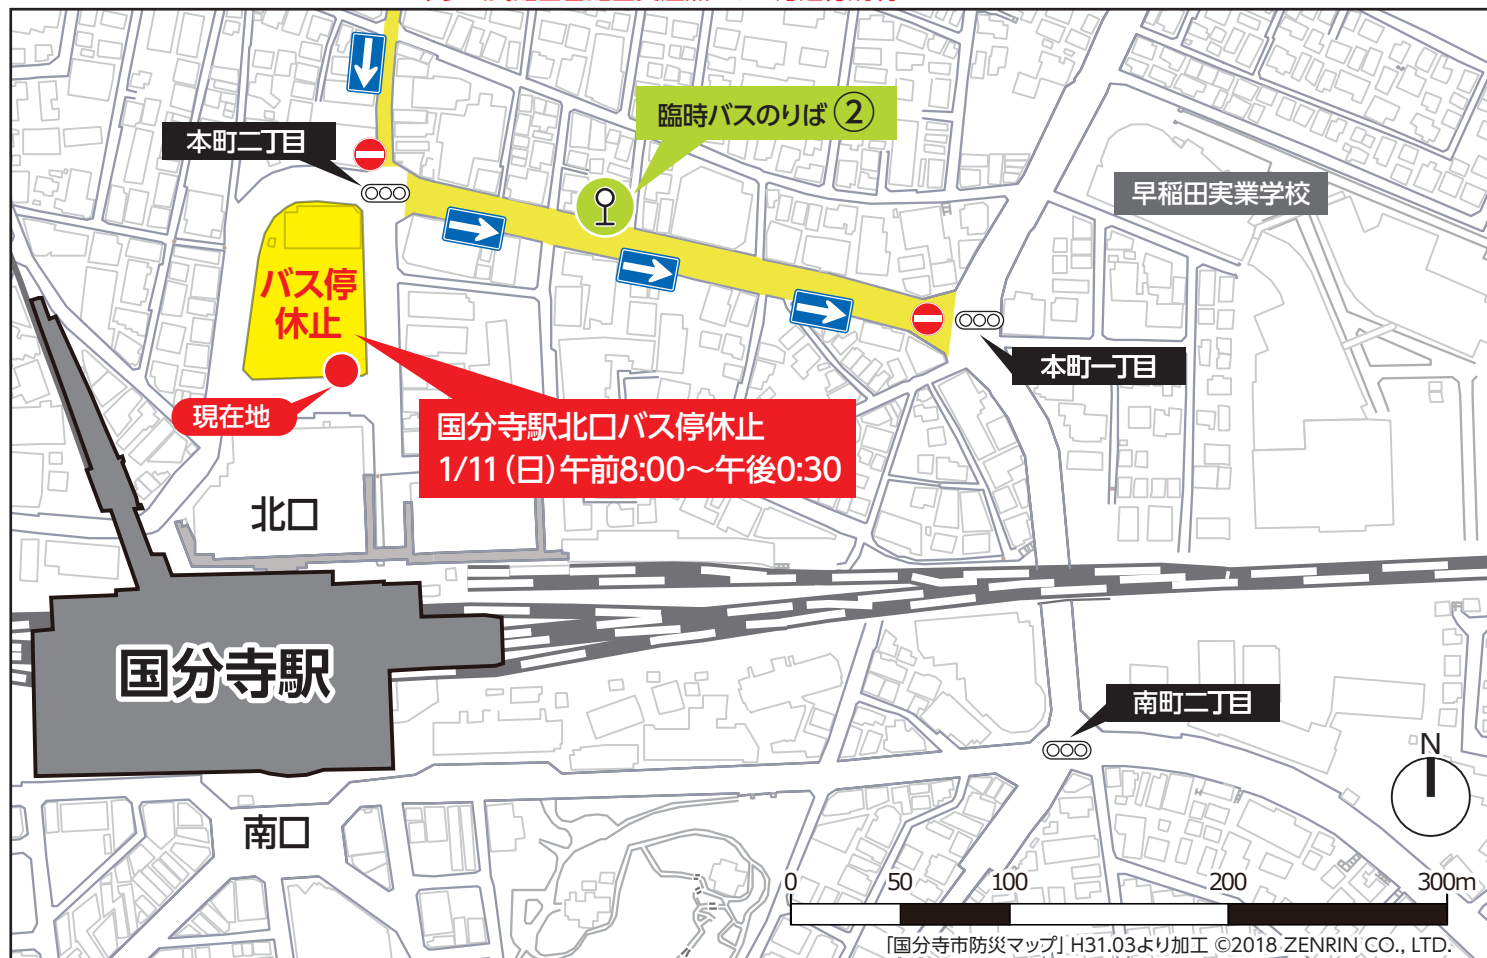 臨時バスのりば②
本町二丁目
早稲田実業学校
バス停
休止
本町一丁目
現在地
国分寺駅北口バス停休止
1/11(日)午前8:00～午後0:30
北口
国分寺駅
南町二丁目
南口
N
0 50 100 200 300m
「国分寺市防災マップ」H31.03より加工 ©2018 ZENRIN CO., LTD.